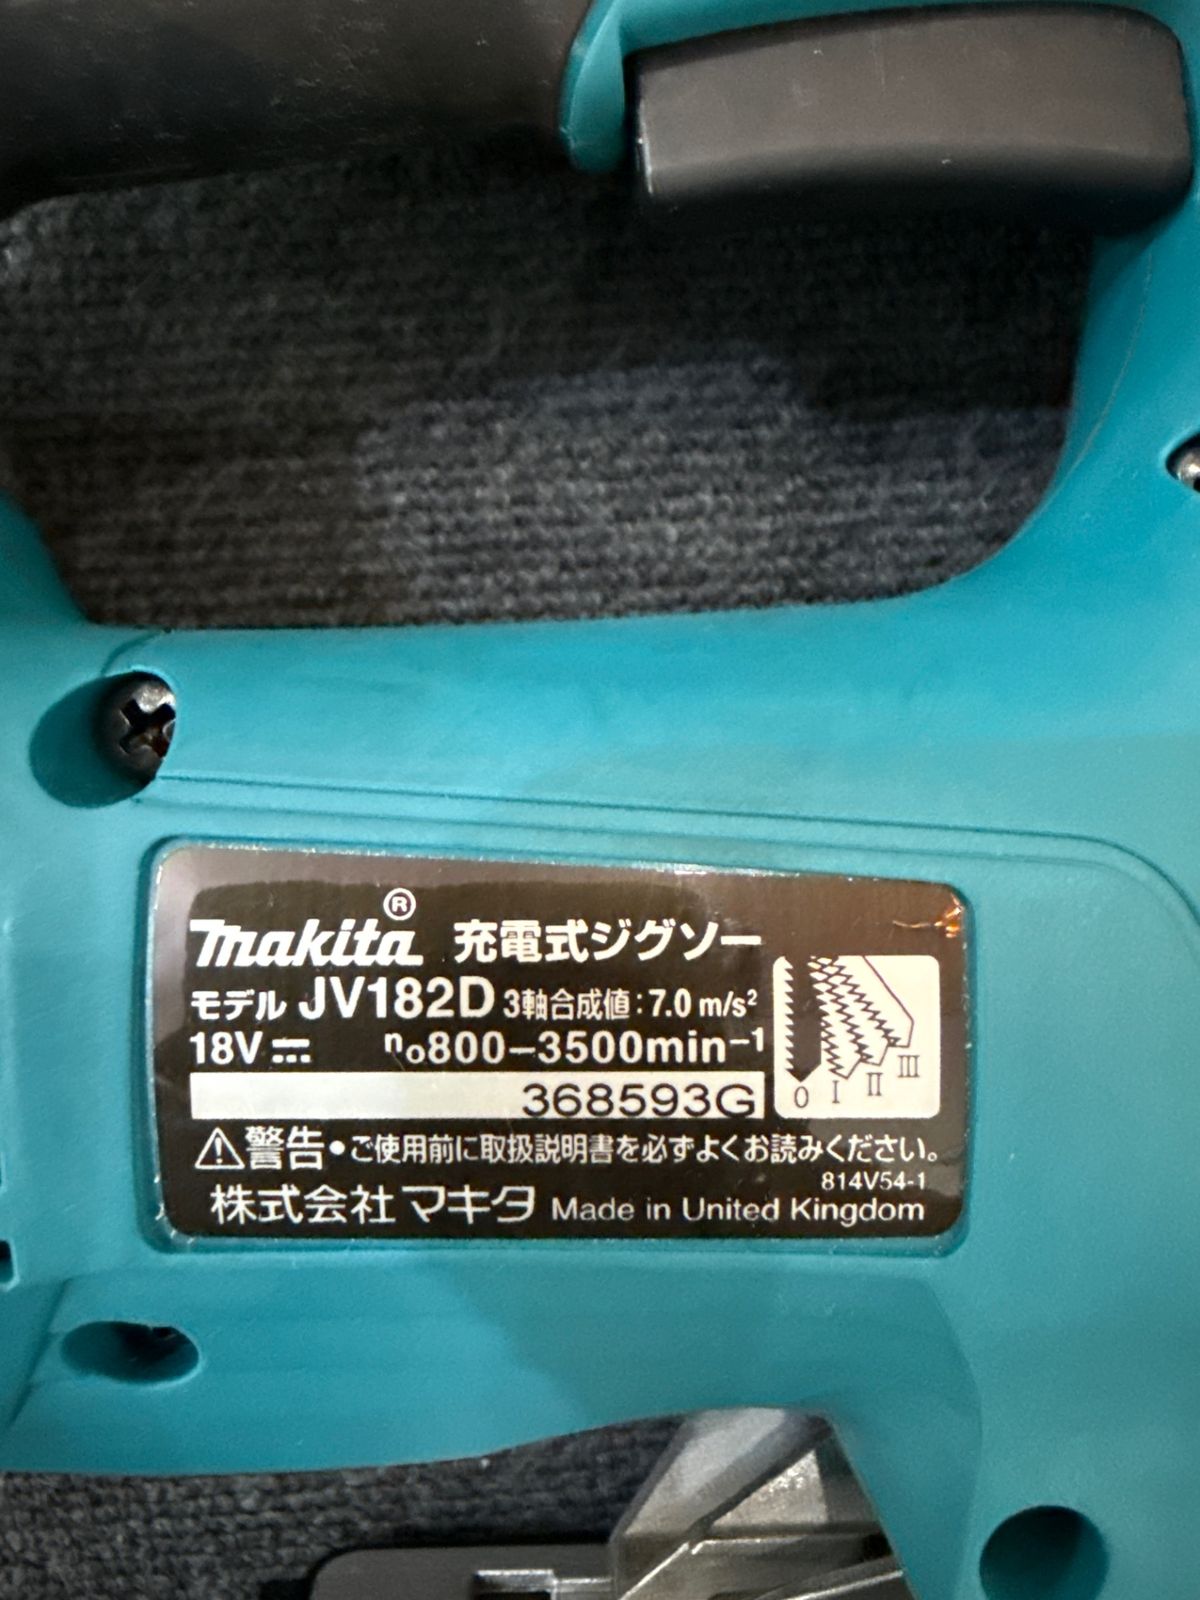 makita® 充電式ジグソー
モデル JV182D 3軸合成値:7.0 m/s²
18V⎓ n₀800-3500min⁻¹
368593G
0 I II III
⚠警告・ご使用前に取扱説明書を必ずよくお読みください。
814V54-1
株式会社マキタ Made in United Kingdom